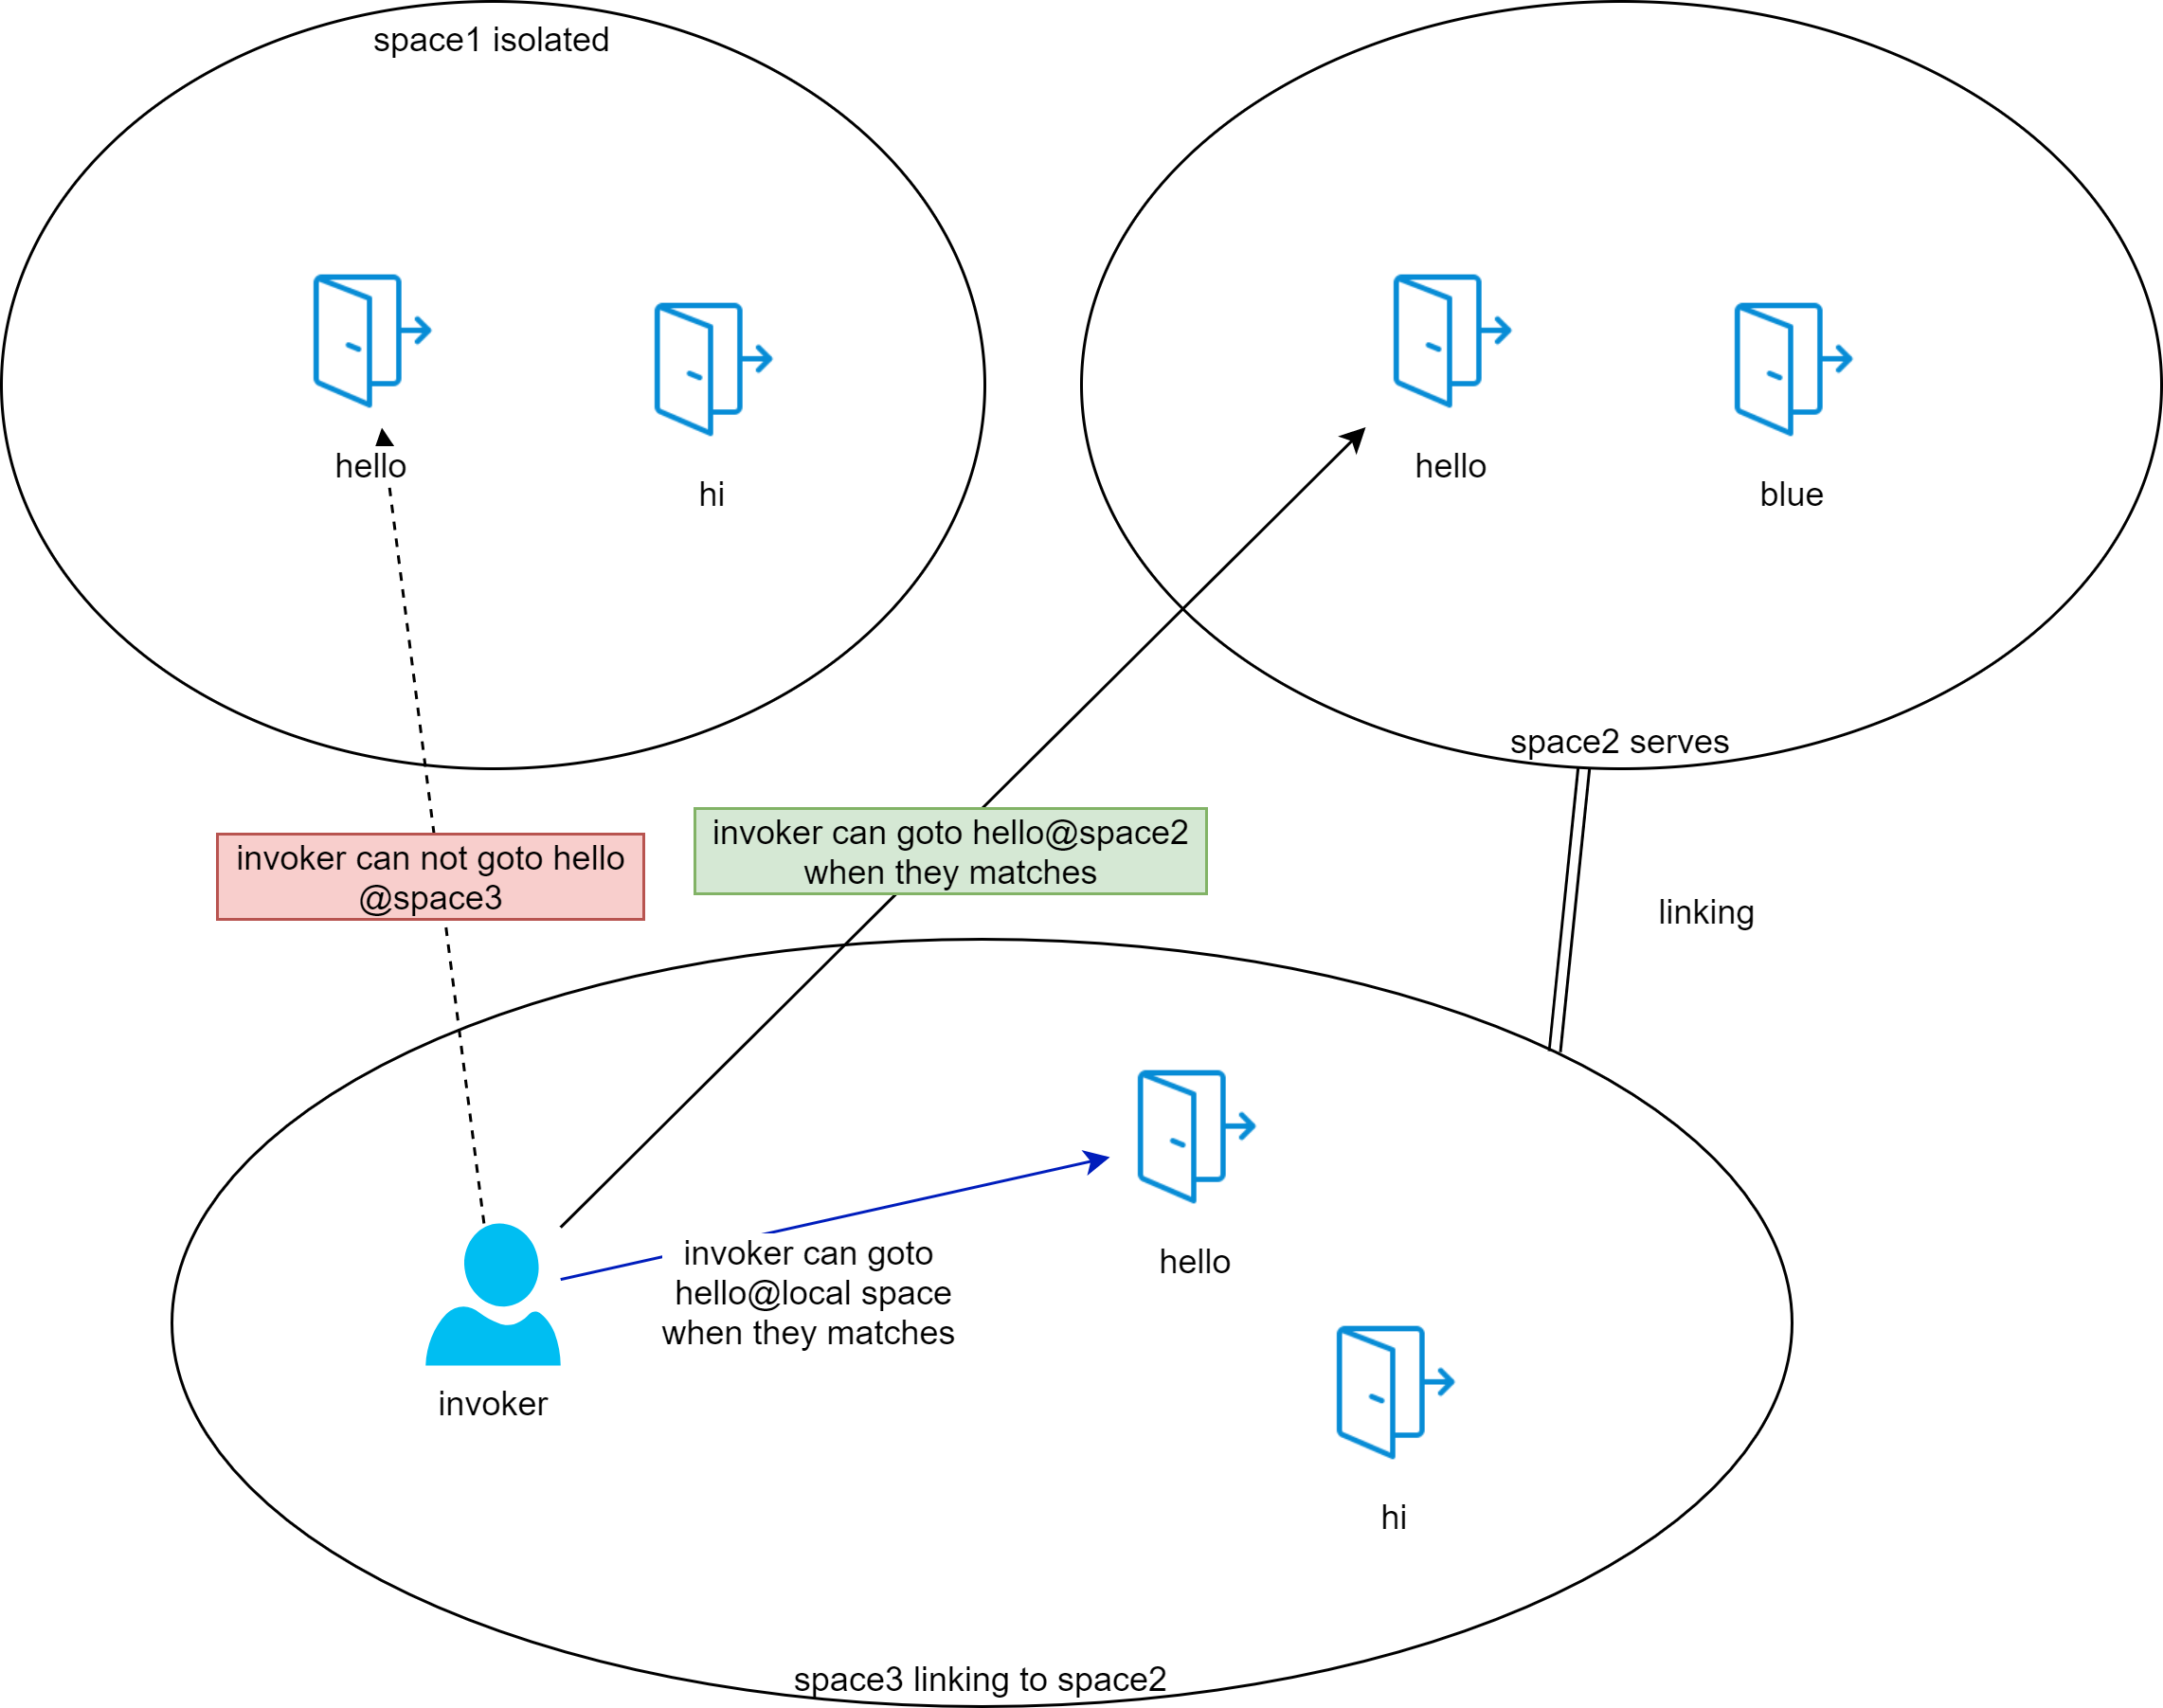 space1 isolated
hello
hi
hello
blue
space2 serves
invoker can not goto hello
@space3
invoker can goto hello@space2
when they matches
linking
invoker can goto
hello@local space
when they matches
hello
invoker
hi
space3 linking to space2